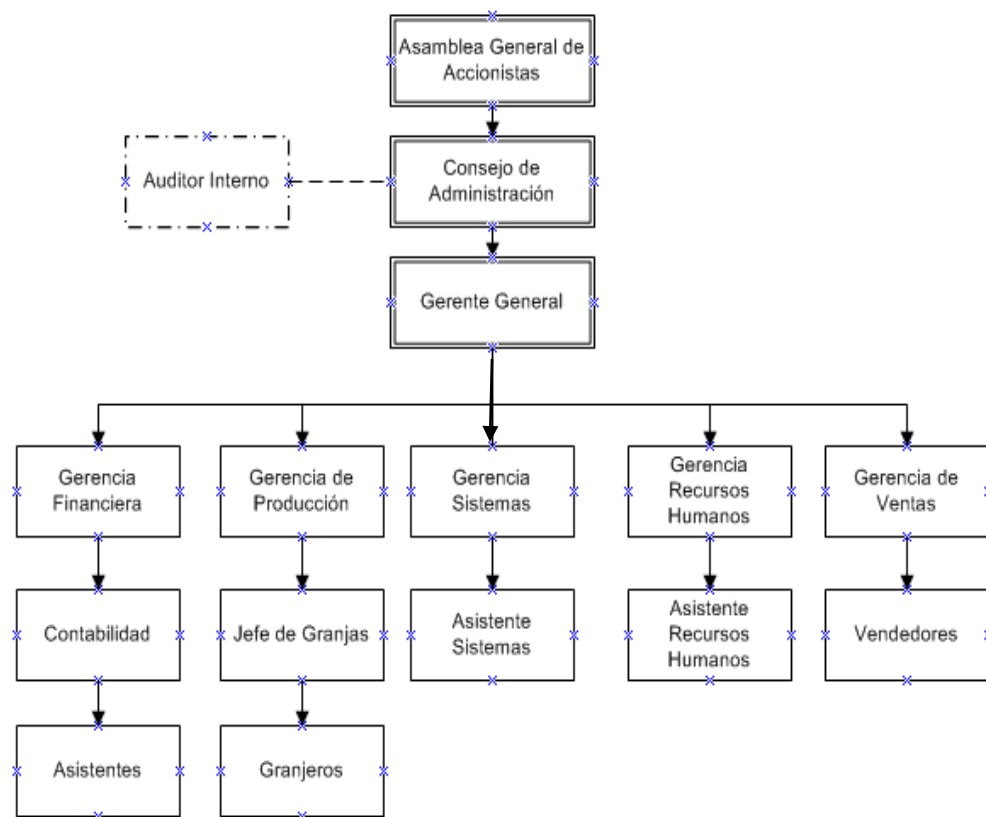 Asamblea General de
Accionistas
Auditor Interno
Consejo de
Administración
Gerente General
Gerencia
Financiera
Gerencia de
Producción
Gerencia
Sistemas
Gerencia
Recursos
Humanos
Gerencia de
Ventas
Contabilidad
Jefe de Granjas
Asistente
Sistemas
Asistente
Recursos
Humanos
Vendedores
Asistentes
Granjeros